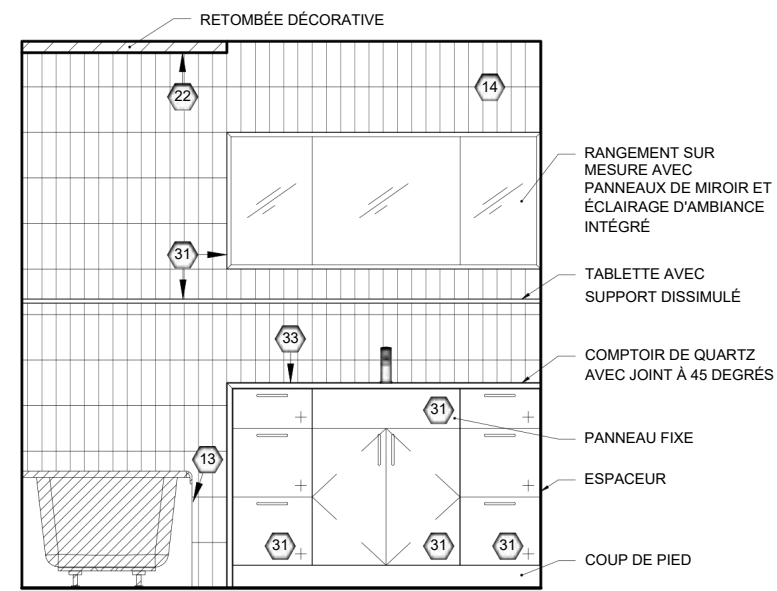 RETOMBÉE DÉCORATIVE
22
14
RANGEMENT SUR
MESURE AVEC
PANNEAUX DE MIROIR ET
ÉCLAIRAGE D'AMBIANCE
INTÉGRÉ
31
TABLETTE AVEC
SUPPORT DISSIMULÉ
33
COMPTOIR DE QUARTZ
AVEC JOINT À 45 DEGRÉS
31
PANNEAU FIXE
13
ESPACEUR
31
31
31
COUP DE PIED